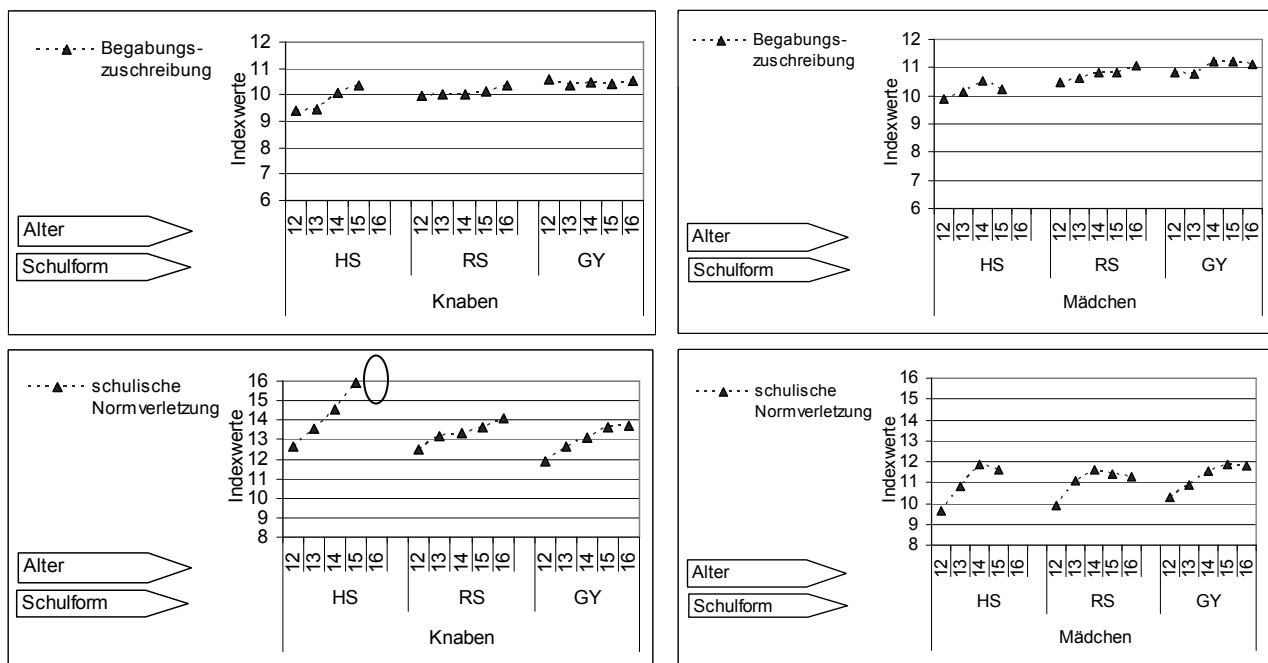 Begabungs-
zuschreibung
Indexwerte
12
11
10
9
8
7
6
12 13 14 15 16 12 13 14 15 16 12 13 14 15 16
HS RS GY
Knaben
Alter
Schulform
Begabungs-
zuschreibung
Indexwerte
12
11
10
9
8
7
6
12 13 14 15 16 12 13 14 15 16 12 13 14 15 16
HS RS GY
Mädchen
Alter
Schulform
schulische
Normverletzung
Indexwerte
16
15
14
13
12
11
10
9
8
12 13 14 15 16 12 13 14 15 16 12 13 14 15 16
HS RS GY
Knaben
Alter
Schulform
schulische
Normverletzung
Indexwerte
16
15
14
13
12
11
10
9
8
12 13 14 15 16 12 13 14 15 16 12 13 14 15 16
HS RS GY
Mädchen
Alter
Schulform